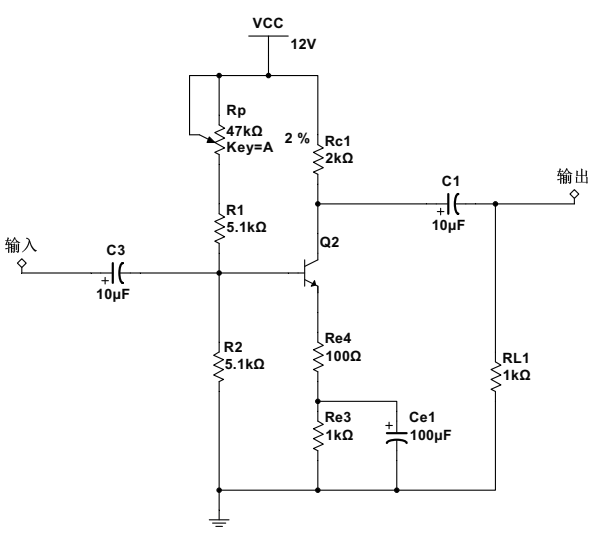 VCC
12V
Rp
47kΩ
Key=A
2 %
Rc1
2kΩ
C1
+
10μF
输出
R1
5.1kΩ
Q2
输入
C3
+
10μF
R2
5.1kΩ
Re4
100Ω
RL1
1kΩ
Re3
1kΩ
Ce1
+
100μF